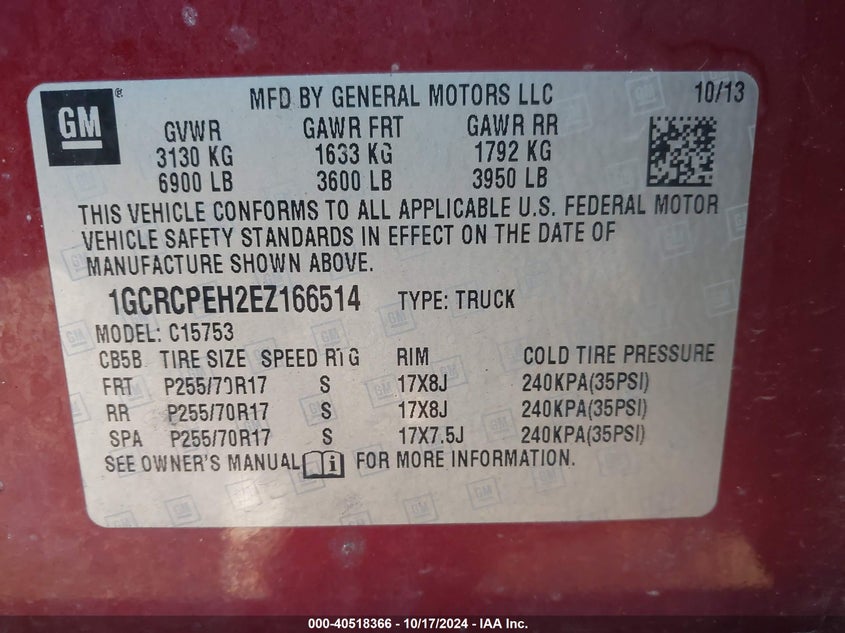 GM ® MFD BY GENERAL MOTORS LLC 10/13
GVWR GAWR FRT GAWR RR
3130 KG 1633 KG 1792 KG
6900 LB 3600 LB 3950 LB
THIS VEHICLE CONFORMS TO ALL APPLICABLE U.S. FEDERAL MOTOR
VEHICLE SAFETY STANDARDS IN EFFECT ON THE DATE OF
MANUFACTURE SHOWN ABOVE.
1GCRCPEH2EZ166514 TYPE: TRUCK
MODEL: C15753
CB5B TIRE SIZE SPEED RTG RIM COLD TIRE PRESSURE
FRT P255/70R17 S 17X8J 240KPA(35PSI)
RR P255/70R17 S 17X8J 240KPA(35PSI)
SPA P255/70R17 S 17X7.5J 240KPA(35PSI)
SEE OWNER'S MANUAL i FOR MORE INFORMATION.
000-40518366 - 10/17/2024 - IAA Inc.